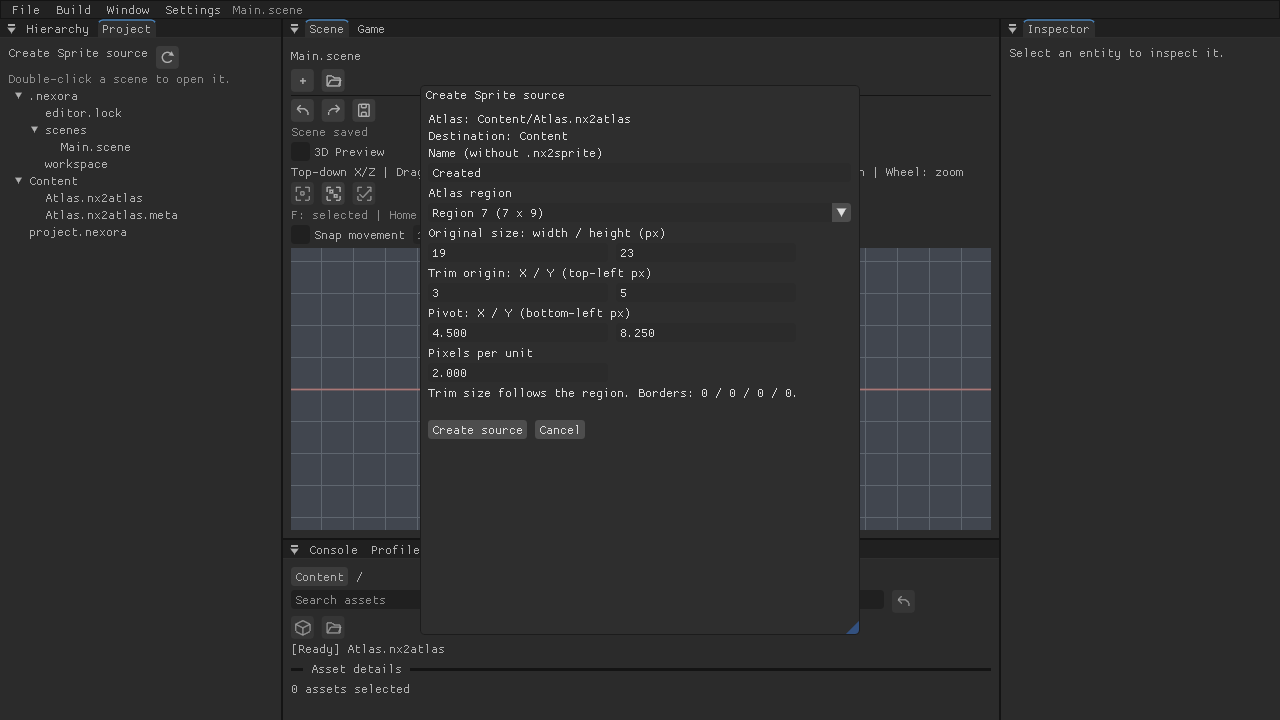 File Build Window Settings Main.scene
Hierarchy Project
Create Sprite source
Double-click a scene to open it.
.nexora
editor.lock
scenes
Main.scene
workspace
Content
Atlas.nx2atlas
Atlas.nx2atlas.meta
project.nexora
Scene Game
Main.scene
+
Scene saved
3D Preview
Top-down X/Z | Drag
| Wheel: zoom
F: selected | Home
Snap movement
Create Sprite source
Atlas: Content/Atlas.nx2atlas
Destination: Content
Name (without .nx2sprite)
Created
Atlas region
Region 7 (7 x 9)
Original size: width / height (px)
19 23
Trim origin: X / Y (top-left px)
3 5
Pivot: X / Y (bottom-left px)
4.500 8.250
Pixels per unit
2.000
Trim size follows the region. Borders: 0 / 0 / 0 / 0.
Create source Cancel
Console Profile
Content /
Search assets
[Ready] Atlas.nx2atlas
Asset details
0 assets selected
Inspector
Select an entity to inspect it.